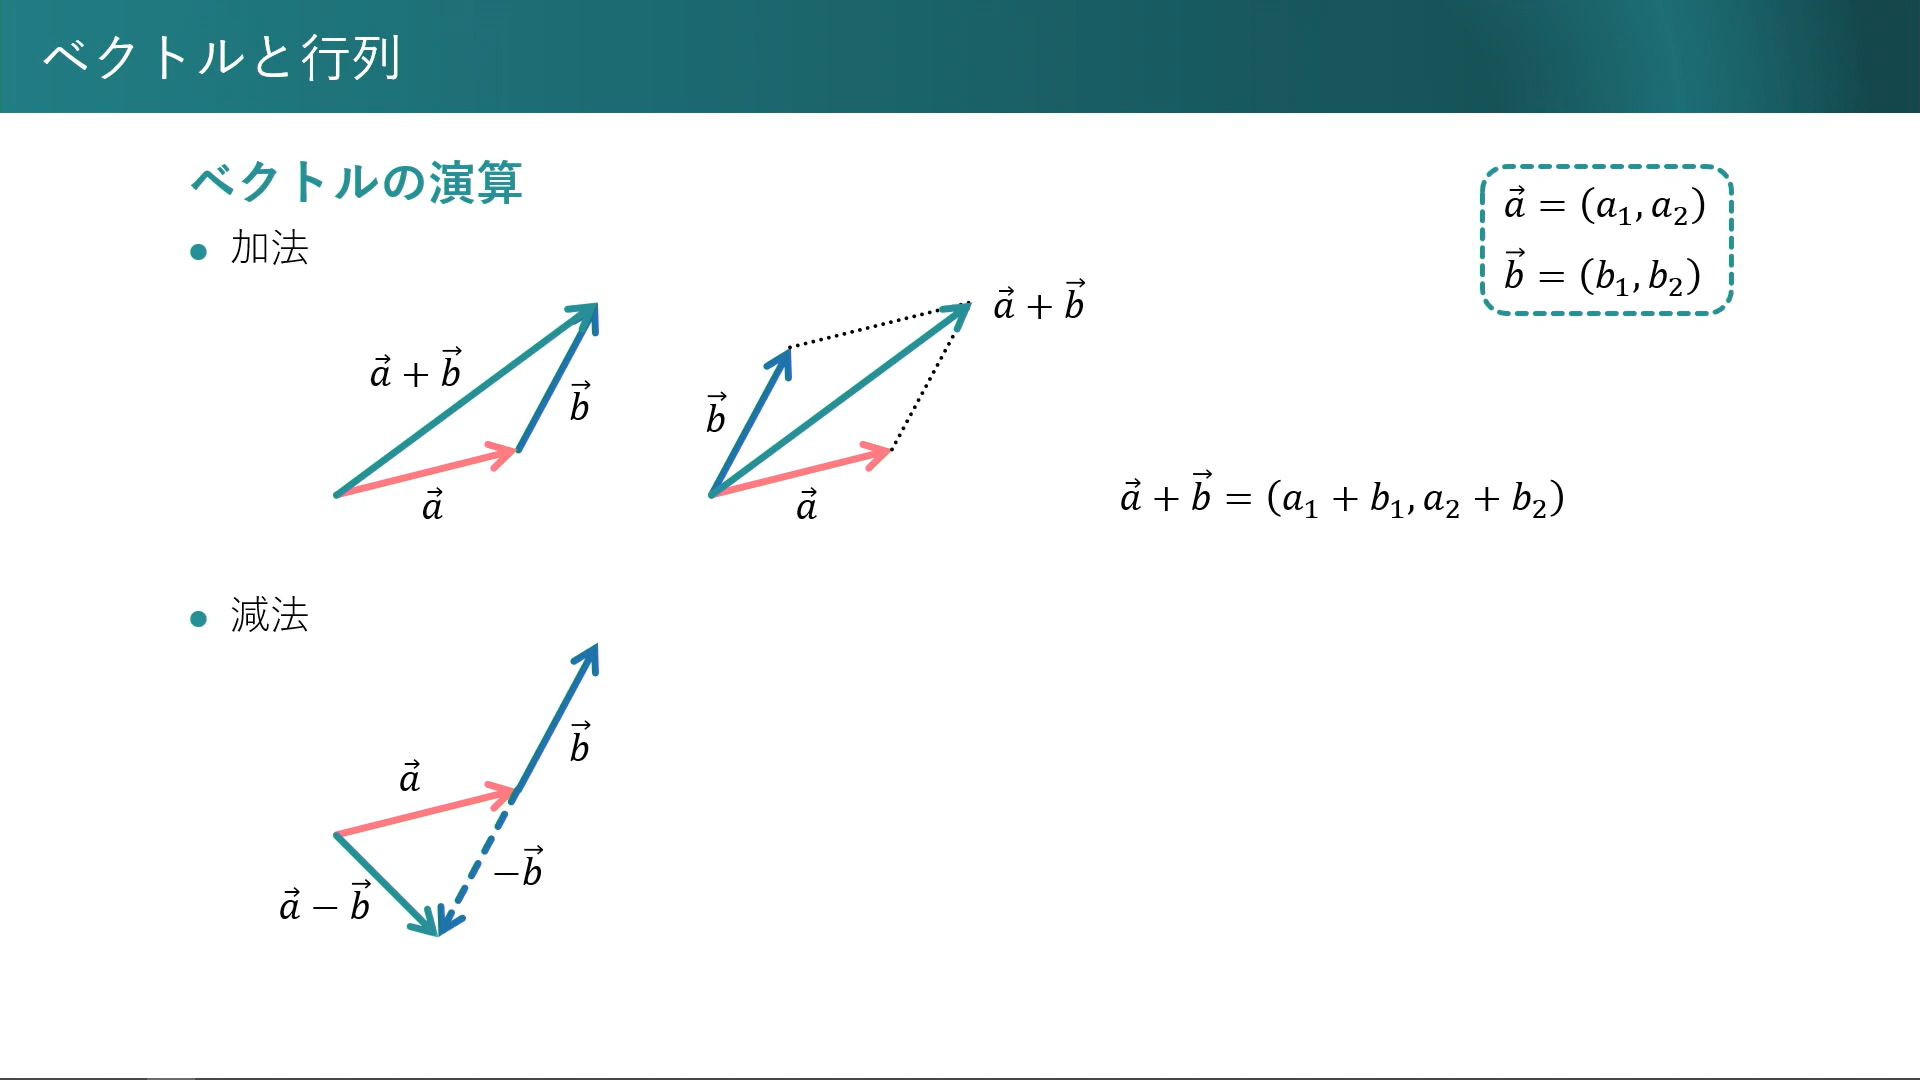 ベクトルと行列
ベクトルの演算
a⃗ = (a₁, a₂)
b⃗ = (b₁, b₂)
加法
a⃗ + b⃗
b⃗
a⃗
a⃗ + b⃗
b⃗
a⃗
a⃗ + b⃗ = (a₁ + b₁, a₂ + b₂)
減法
b⃗
a⃗
−b⃗
a⃗ − b⃗